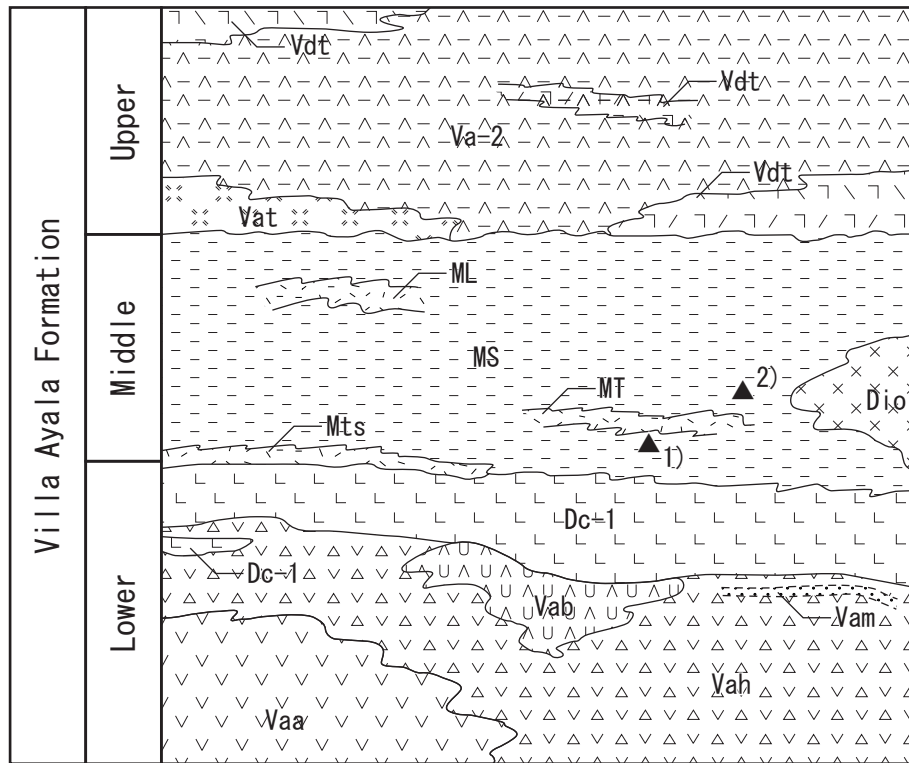 Villa Ayala Formation
Upper
Middle
Lower
Vdt
Vdt
Va-2
Vdt
Vat
ML
MS
MT
2)
Dio
Mts
1)
Dc-1
Dc-1
Vab
Vam
Vah
Vaa